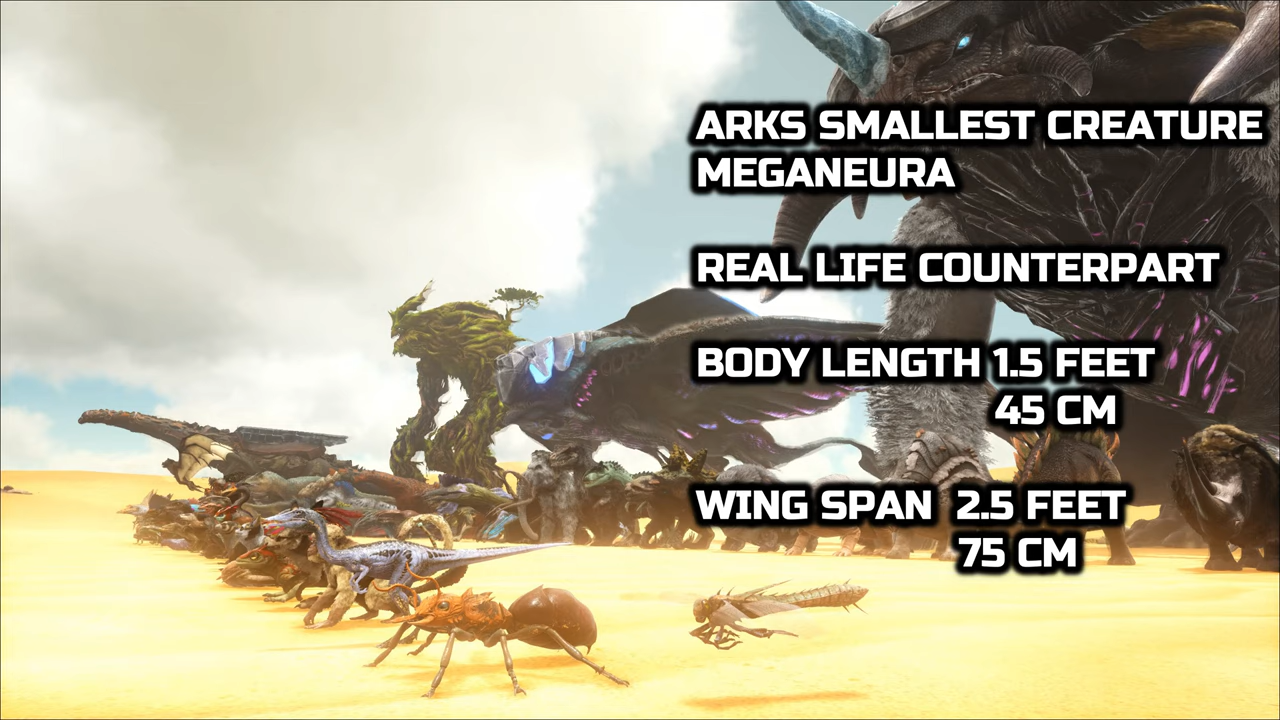 ARKS SMALLEST CREATURE
MEGANEURA
REAL LIFE COUNTERPART
BODY LENGTH 1.5 FEET
45 CM
WING SPAN 2.5 FEET
75 CM